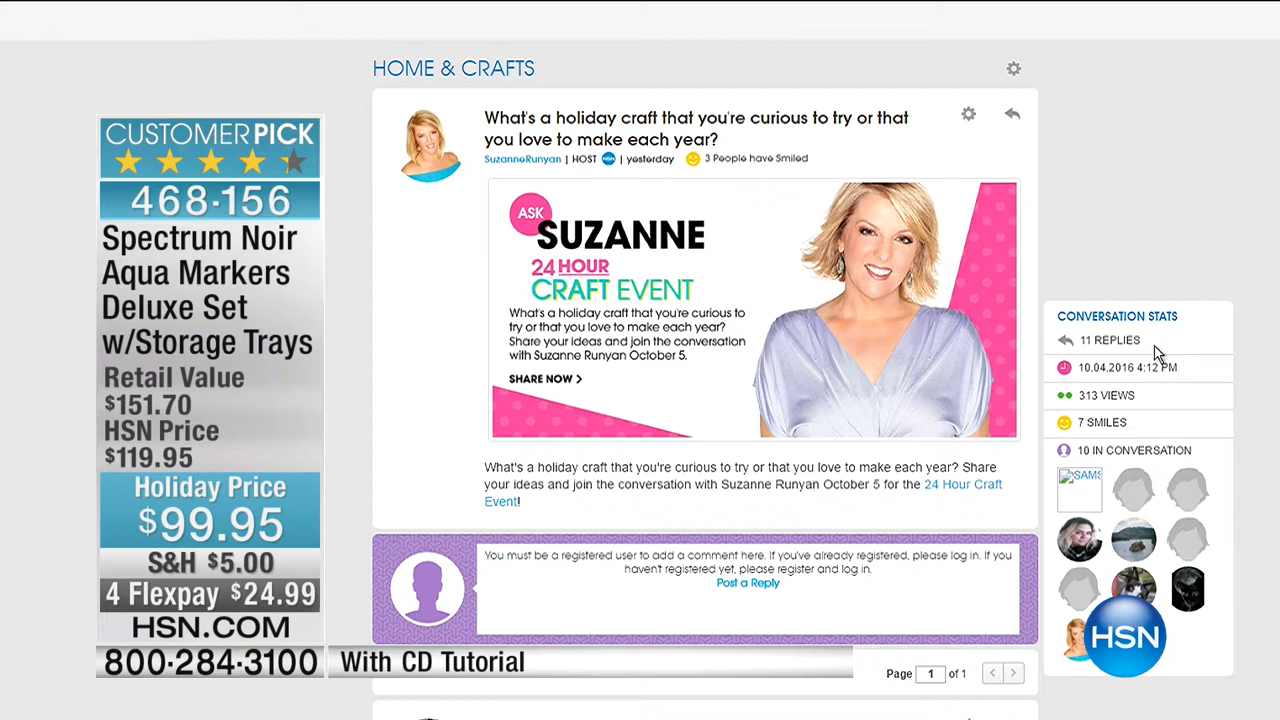 HOME & CRAFTS
CUSTOMERPICK
468·156
Spectrum Noir
Aqua Markers
Deluxe Set
w/Storage Trays
Retail Value
$151.70
HSN Price
$119.95
Holiday Price
$99.95
S&H $5.00
4 Flexpay $24.99
HSN.COM
800·284·3100
With CD Tutorial
What's a holiday craft that you're curious to try or that
you love to make each year?
SuzanneRunyan | HOST HSN | yesterday 3 People have Smiled
ASK
SUZANNE
24 HOUR
CRAFT EVENT
What's a holiday craft that you're curious to
try or that you love to make each year?
Share your ideas and join the conversation
with Suzanne Runyan October 5.
SHARE NOW >
What's a holiday craft that you're curious to try or that you love to make each year? Share
your ideas and join the conversation with Suzanne Runyan October 5 for the 24 Hour Craft
Event!
You must be a registered user to add a comment here. If you've already registered, please log in. If you
haven't registered yet, please register and log in.
Post a Reply
Page 1 of 1
CONVERSATION STATS
11 REPLIES
10.04.2016 4:12 PM
313 VIEWS
7 SMILES
10 IN CONVERSATION
SAMS
HSN